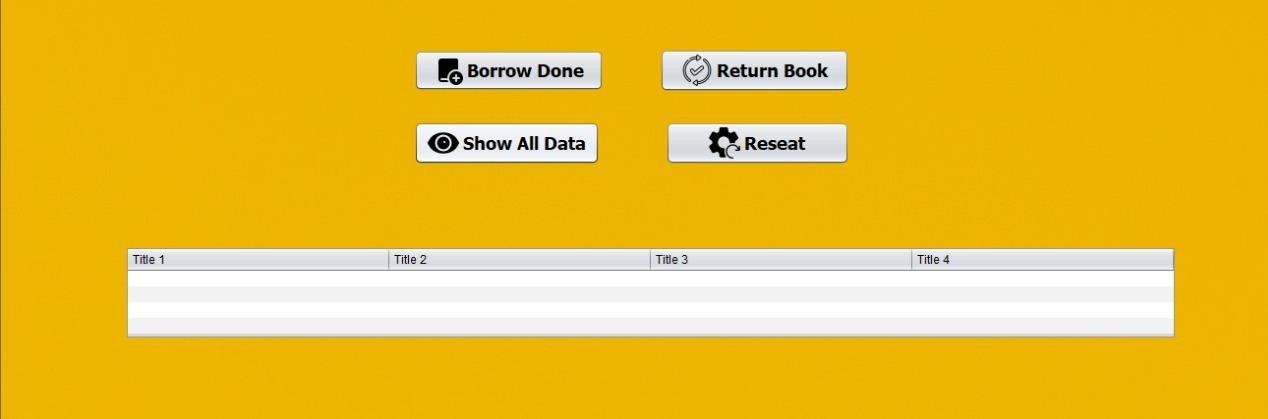 Borrow Done
Return Book
Show All Data
Reseat
Title 1
Title 2
Title 3
Title 4